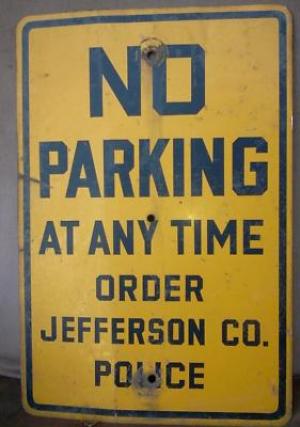 NO
PARKING
AT ANY TIME
ORDER
JEFFERSON CO.
POLICE